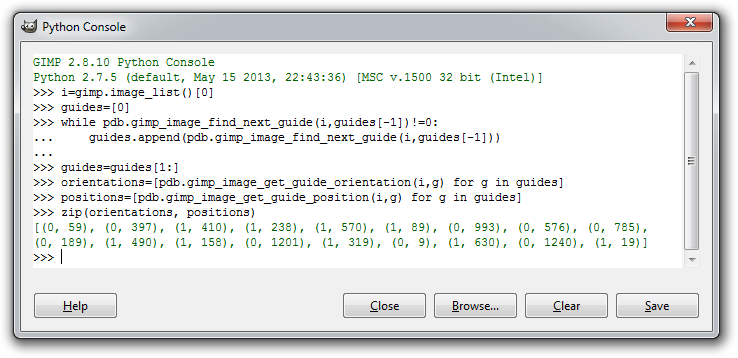 Python Console
GIMP 2.8.10 Python Console
Python 2.7.5 (default, May 15 2013, 22:43:36) [MSC v.1500 32 bit (Intel)]
>>> i=gimp.image_list()[0]
>>> guides=[0]
>>> while pdb.gimp_image_find_next_guide(i,guides[-1])!=0:
...     guides.append(pdb.gimp_image_find_next_guide(i,guides[-1]))
...
>>> guides=guides[1:]
>>> orientations=[pdb.gimp_image_get_guide_orientation(i,g) for g in guides]
>>> positions=[pdb.gimp_image_get_guide_position(i,g) for g in guides]
>>> zip(orientations, positions)
[(0, 59), (0, 397), (1, 410), (1, 238), (1, 570), (1, 89), (0, 993), (0, 576), (0, 785),
(0, 189), (1, 490), (1, 158), (0, 1201), (1, 319), (0, 9), (1, 630), (0, 1240), (1, 19)]
>>>
Help Close Browse... Clear Save